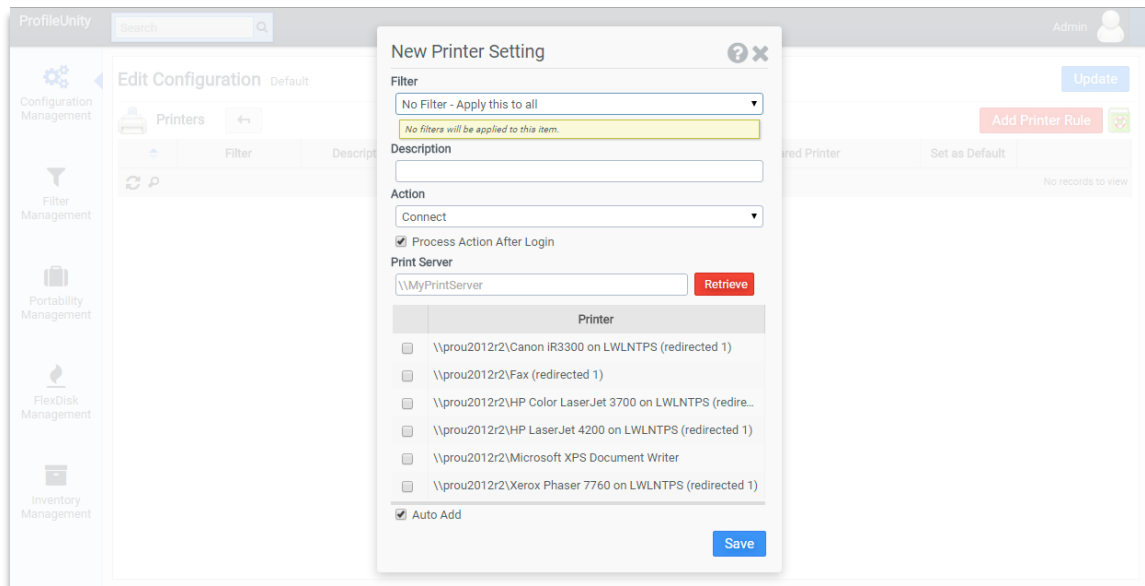 ProfileUnity
Search
Admin
New Printer Setting
Filter
No Filter - Apply this to all
No filters will be applied to this item.
Description
Action
Connect
Process Action After Login
Print Server
\\MyPrintServer
Retrieve
Printer
\\prou2012r2\Canon iR3300 on LWLNTPS (redirected 1)
\\prou2012r2\Fax (redirected 1)
\\prou2012r2\HP Color LaserJet 3700 on LWLNTPS (redire...
\\prou2012r2\HP LaserJet 4200 on LWLNTPS (redirected 1)
\\prou2012r2\Microsoft XPS Document Writer
\\prou2012r2\Xerox Phaser 7760 on LWLNTPS (redirected 1)
Auto Add
Save
Configuration
Management
Filter
Management
Portability
Management
FlexDisk
Management
Inventory
Management
Edit Configuration Default
Update
Printers
Add Printer Rule
Filter
Descript
ared Printer
Set as Default
No records to view